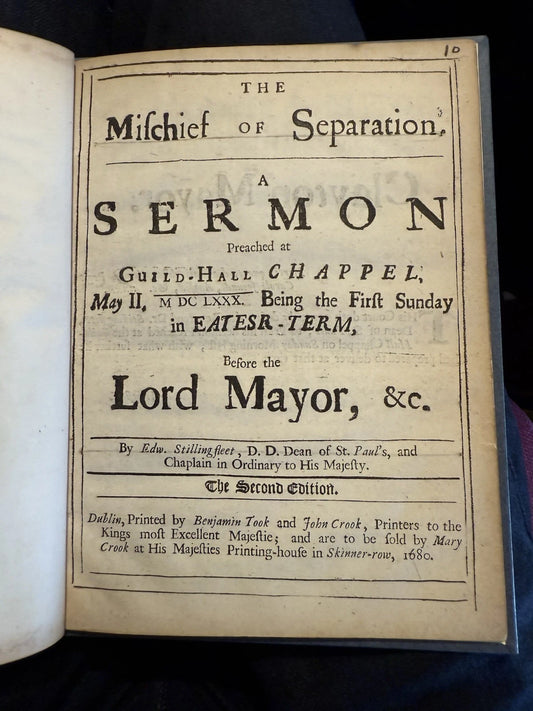 10
THE
Miſchief OF Separation.
A
SERMON
Preached at
GUILD-HALL CHAPPEL,
May II. M DC LXXX. Being the Firſt Sunday
in EATESR-TERM,
Before the
Lord Mayor, &c.
By Edw. Stillingfleet, D. D. Dean of St. Paul's, and
Chaplain in Ordinary to His Majeſty.
The Second Edition.
Dublin, Printed by Benjamin Took and John Crook, Printers to the
Kings moſt Excellent Majeſtie; and are to be ſold by Mary
Crook at His Majeſties Printing-houſe in Skinner-row, 1680.